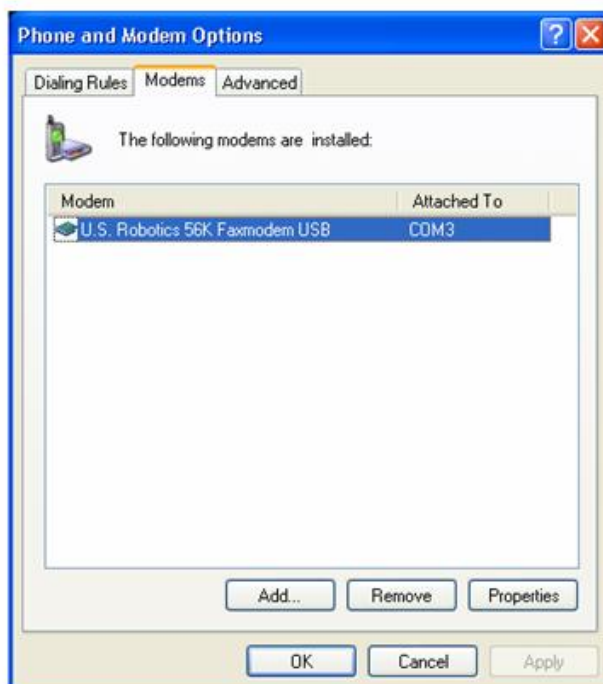 Phone and Modem Options
Dialing Rules Modems Advanced
The following modems are installed:
Modem Attached To
U.S. Robotics 56K Faxmodem USB COM3
Add... Remove Properties
OK Cancel Apply